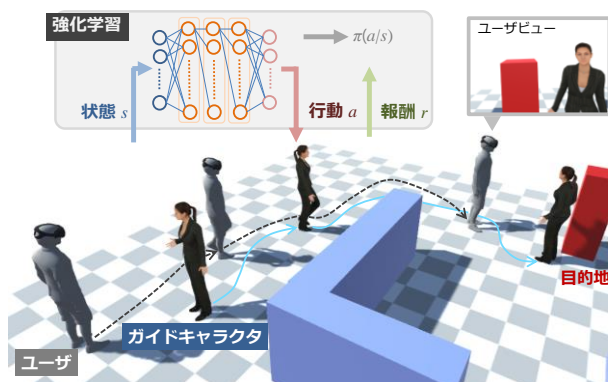 強化学習
π(a/s)
状態 s
行動 a
報酬 r
ユーザビュー
目的地
ガイドキャラクタ
ユーザ